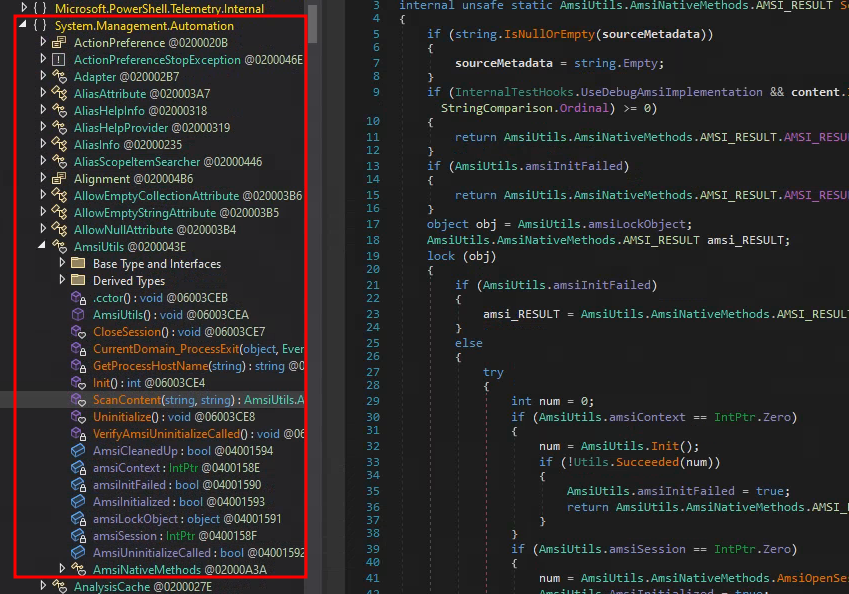 Microsoft.PowerShell.Telemetry.Internal
{ } System.Management.Automation
ActionPreference @0200020B
ActionPreferenceStopException @0200046E
Adapter @020002B7
AliasAttribute @020003A7
AliasHelpInfo @02000318
AliasHelpProvider @02000319
AliasInfo @02000235
AliasScopeItemSearcher @02000446
Alignment @020004B6
AllowEmptyCollectionAttribute @020003B6
AllowEmptyStringAttribute @020003B5
AllowNullAttribute @020003B4
AmsiUtils @0200043E
Base Type and Interfaces
Derived Types
.cctor() : void @06003CEB
AmsiUtils() : void @06003CEA
CloseSession() : void @06003CE7
CurrentDomain_ProcessExit(object, Even
GetProcessHostName(string) : string @0
Init() : int @06003CE4
ScanContent(string, string) : AmsiUtils.A
Uninitialize() : void @06003CE8
VerifyAmsiUninitializeCalled() : void @06
AmsiCleanedUp : bool @04001594
amsiContext : IntPtr @0400158E
amsiInitFailed : bool @04001590
AmsiInitialized : bool @04001593
amsiLockObject : object @04001591
amsiSession : IntPtr @0400158F
AmsiUninitializeCalled : bool @04001592
AmsiNativeMethods @02000A3A
AnalysisCache @0200027E
3 internal unsafe static AmsiUtils.AmsiNativeMethods.AMSI_RESULT
4 {
5 if (string.IsNullOrEmpty(sourceMetadata))
6 {
7 sourceMetadata = string.Empty;
8 }
9 if (InternalTestHooks.UseDebugAmsiImplementation && content.
StringComparison.Ordinal) >= 0)
10 {
11 return AmsiUtils.AmsiNativeMethods.AMSI_RESULT.AMSI_RESU
12 }
13 if (AmsiUtils.amsiInitFailed)
14 {
15 return AmsiUtils.AmsiNativeMethods.AMSI_RESULT.AMSI_RESU
16 }
17 object obj = AmsiUtils.amsiLockObject;
18 AmsiUtils.AmsiNativeMethods.AMSI_RESULT amsi_RESULT;
19 lock (obj)
20 {
21 if (AmsiUtils.amsiInitFailed)
22 {
23 amsi_RESULT = AmsiUtils.AmsiNativeMethods.AMSI_RESULT
24 }
25 else
26 {
27 try
28 {
29 int num = 0;
30 if (AmsiUtils.amsiContext == IntPtr.Zero)
31 {
32 num = AmsiUtils.Init();
33 if (!Utils.Succeeded(num))
34 {
35 AmsiUtils.amsiInitFailed = true;
36 return AmsiUtils.AmsiNativeMethods.AMSI_
37 }
38 }
39 if (AmsiUtils.amsiSession == IntPtr.Zero)
40 {
41 num = AmsiUtils.AmsiNativeMethods.AmsiOpenSe
42 AmsiUtils.AmsiInitialized = true;